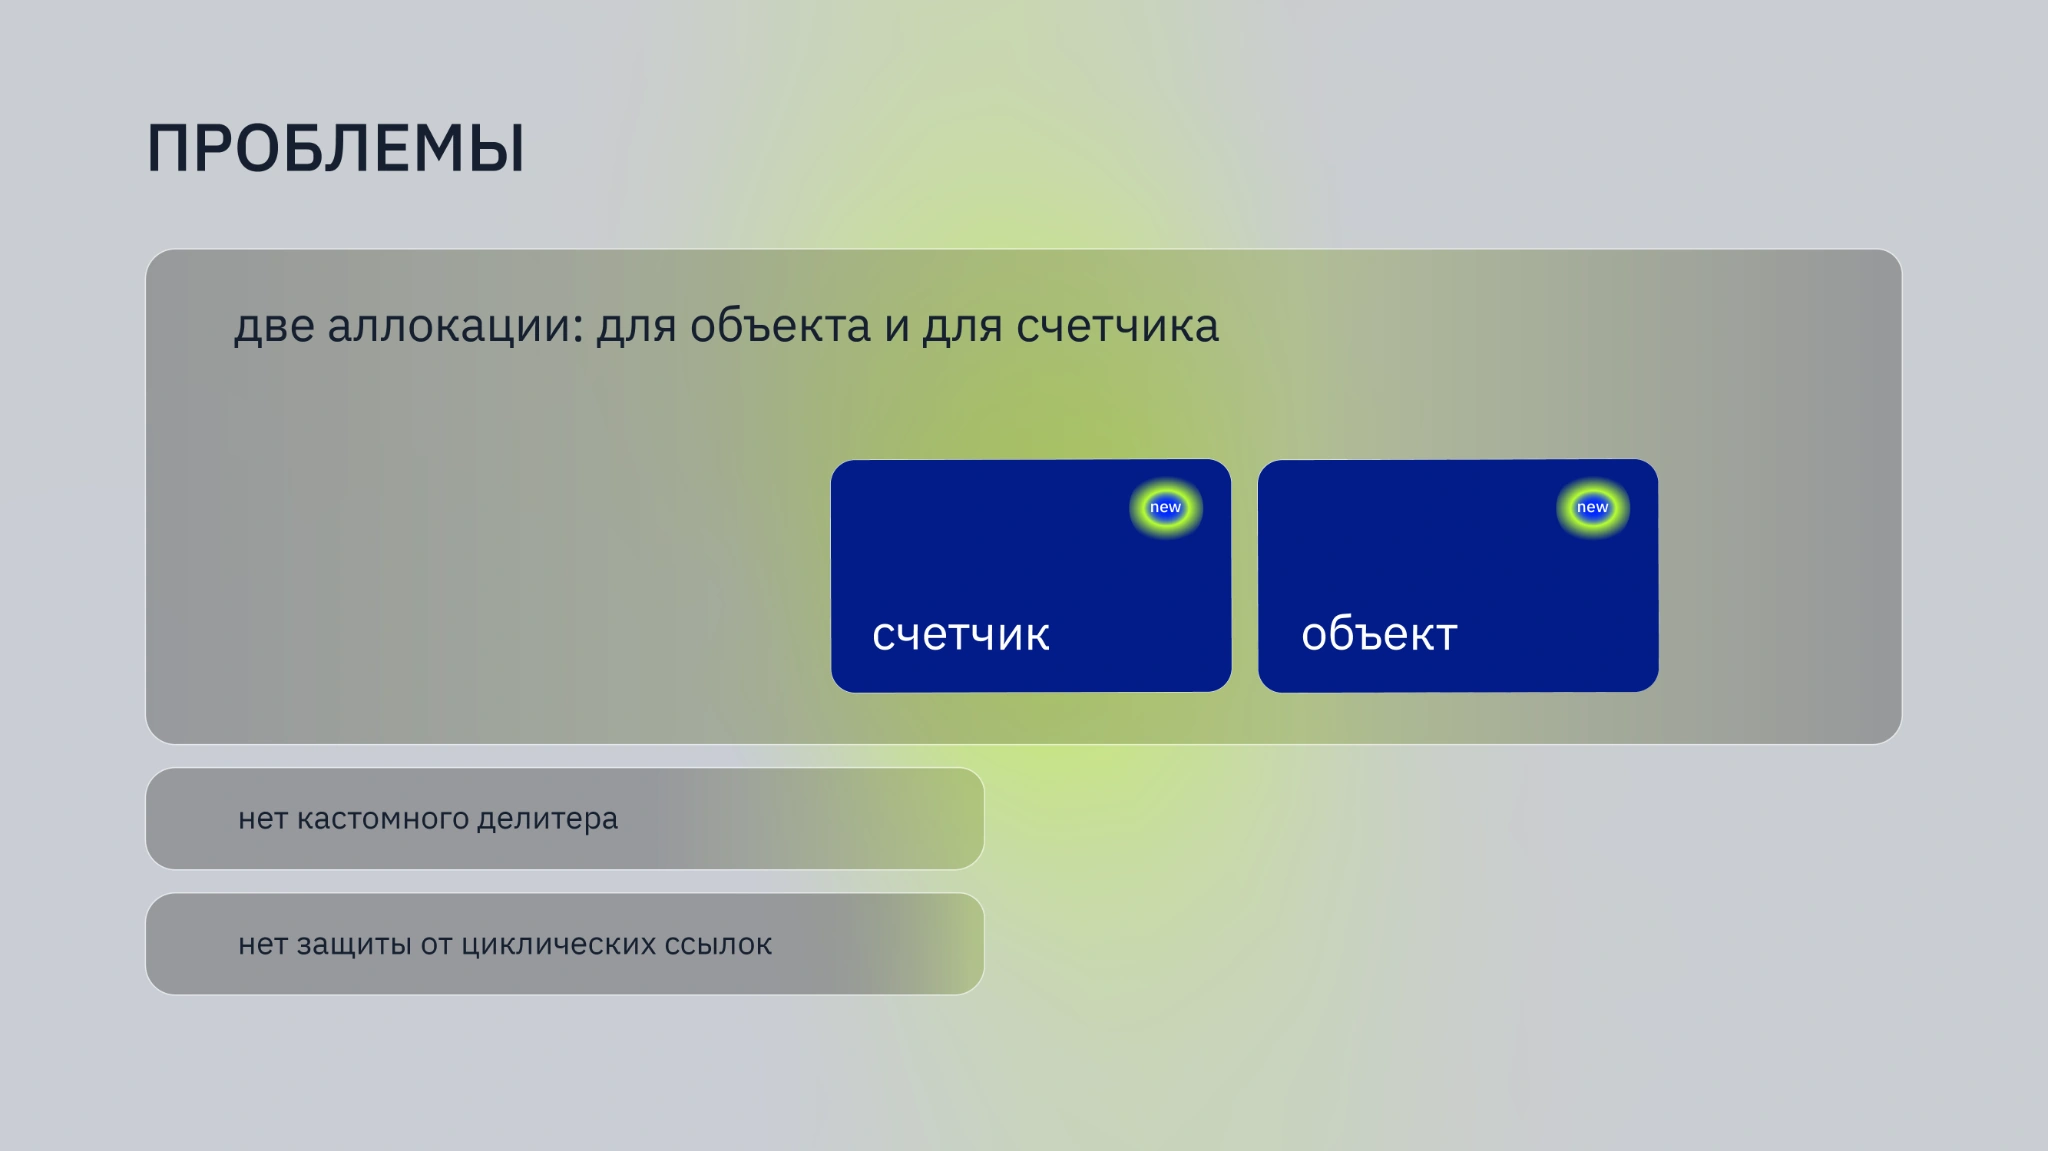 ПРОБЛЕМЫ
две аллокации: для объекта и для счетчика
new
new
счетчик
объект
нет кастомного делитера
нет защиты от циклических ссылок